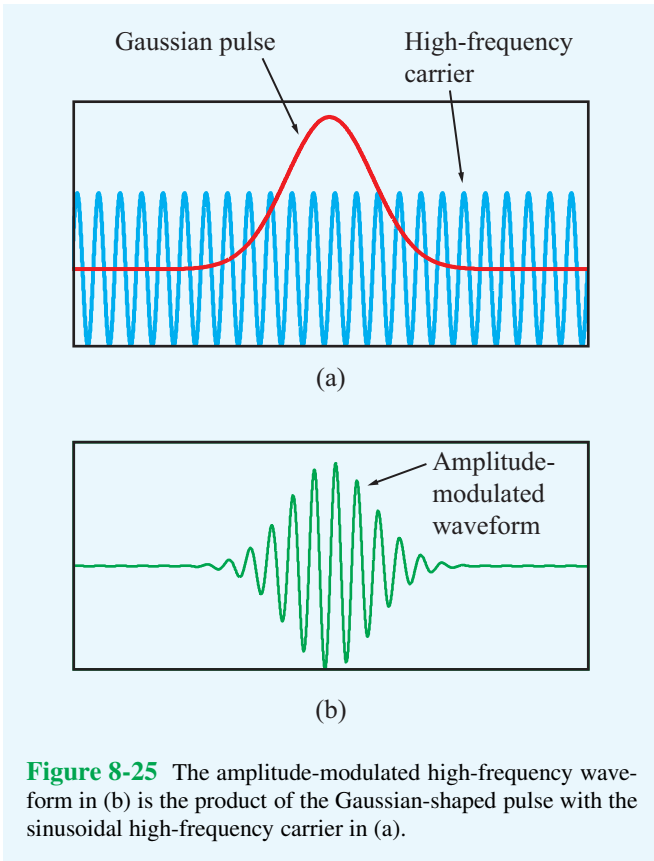 Gaussian pulse
High-frequency
carrier
(a)
Amplitude-
modulated
waveform
(b)
Figure 8-25 The amplitude-modulated high-frequency wave-
form in (b) is the product of the Gaussian-shaped pulse with the
sinusoidal high-frequency carrier in (a).